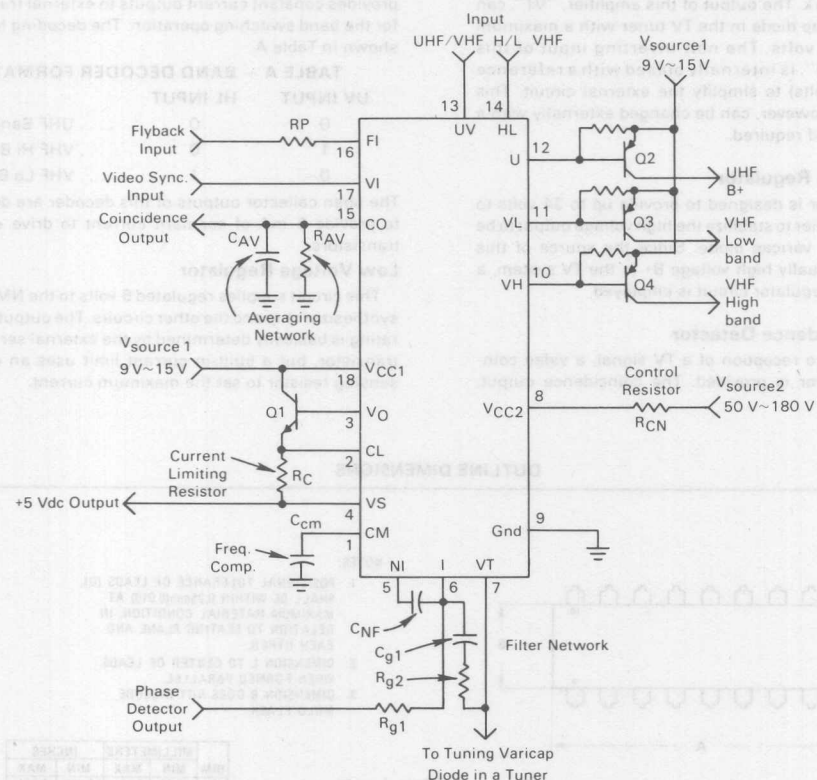 Input
UHF/VHF H/L VHF
Vsource1
9 V~15 V
13 14
UV HL
Flyback
Input
RP
16
FI
U
12
Q2
UHF
B+
Video Sync.
Input
17
VI
Coincidence
Output
15
CO
CAV
RAV
Averaging
Network
VL
11
Q3
VHF
Low
band
VH
10
Q4
VHF
High
band
Vsource 1
9 V~15 V
18
VCC1
Q1
VO
3
CL
2
Current
Limiting
Resistor
RC
+5 Vdc Output
VS
4
Ccm
CM
1
Freq.
Comp.
VCC2
8
Control
Resistor
RCN
Vsource2
50 V~180 V
Gnd
9
NI I VT
5 6 7
CNF
Cg1
Rg2
Filter Network
Phase
Detector
Output
Rg1
To Tuning Varicap
Diode in a Tuner